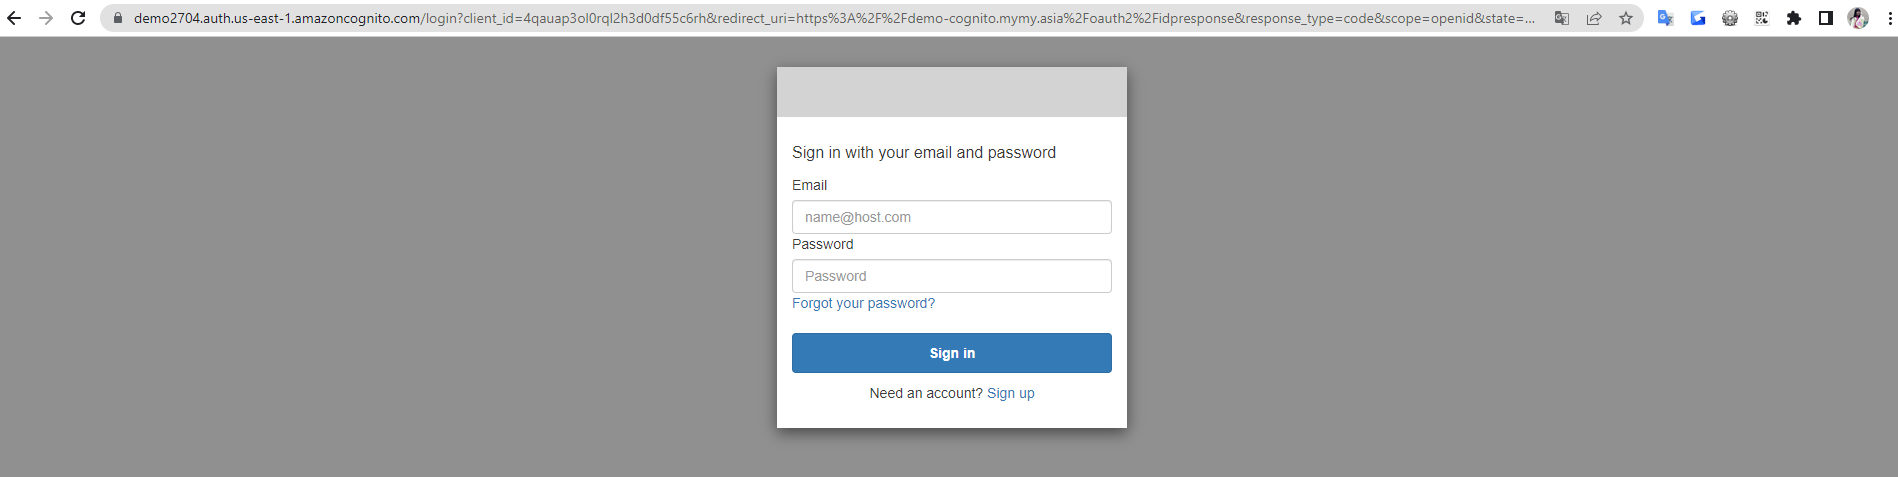 demo2704.auth.us-east-1.amazoncognito.com/login?client_id=4qauap3ol0rql2h3d0df55c6rh&redirect_uri=https%3A%2F%2Fdemo-cognito.mymy.asia%2Foauth2%2Fidpresponse&response_type=code&scope=openid&state=...
Sign in with your email and password
Email
name@host.com
Password
Password
Forgot your password?
Sign in
Need an account? Sign up